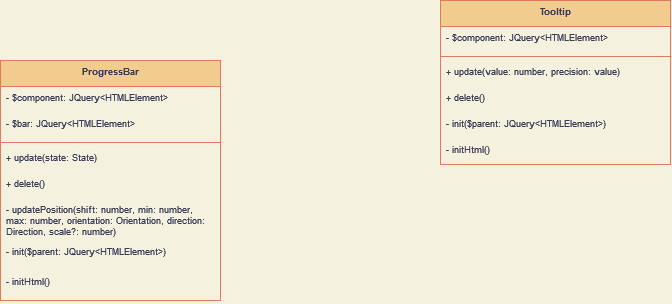 Tooltip
- $component: JQuery<HTMLElement>
+ update(value: number, precision: value)
+ delete()
- init($parent: JQuery<HTMLElement>)
- initHtml()
ProgressBar
- $component: JQuery<HTMLElement>
- $bar: JQuery<HTMLElement>
+ update(state: State)
+ delete()
- updatePosition(shift: number, min: number,
max: number, orientation: Orientation, direction:
Direction, scale?: number)
- init($parent: JQuery<HTMLElement>)
- initHtml()